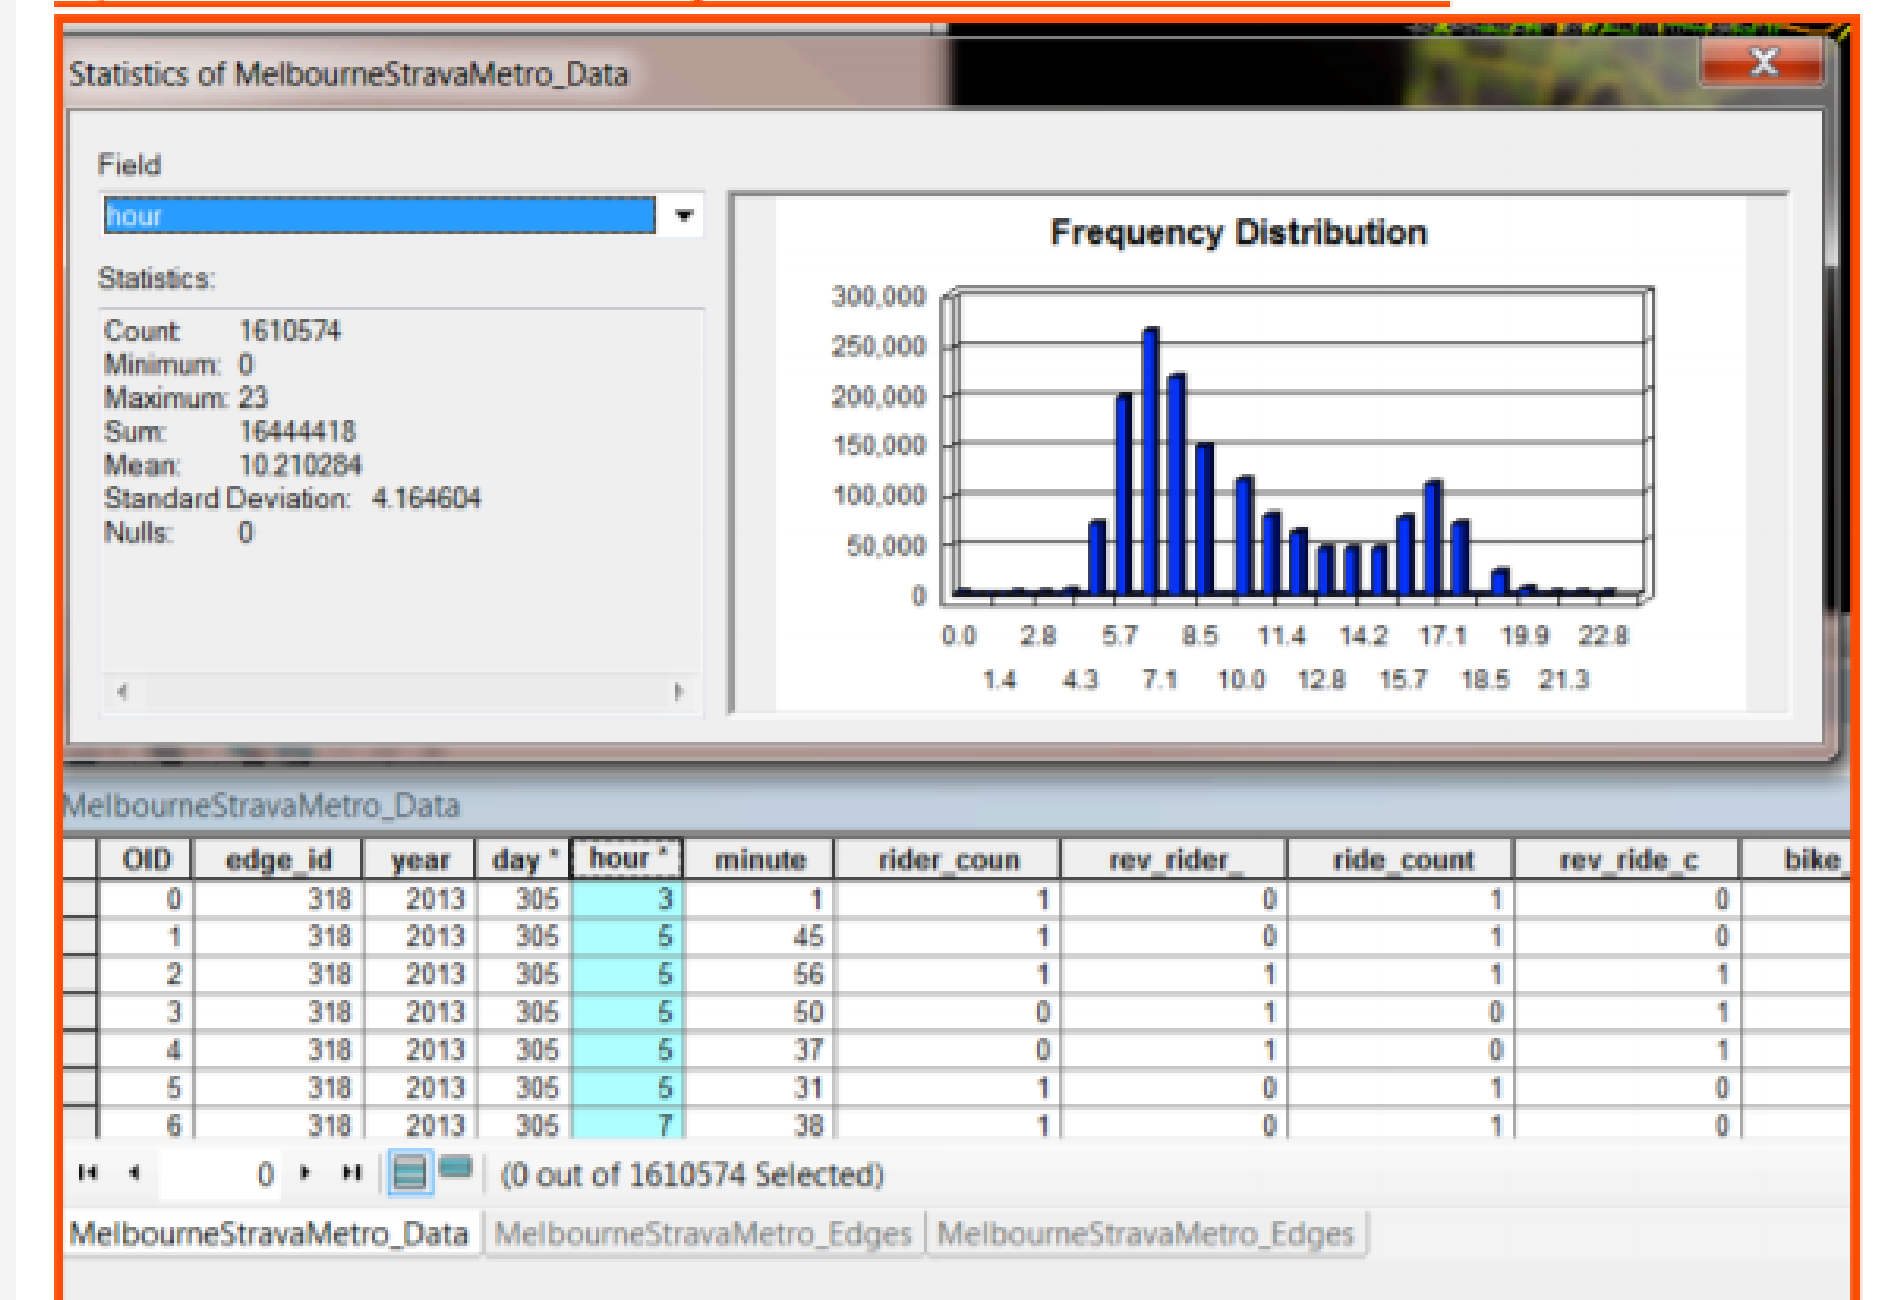 Statistics of MelbourneStravaMetro_Data
X
Field
hour
Statistics:
Count: 1610574
Minimum: 0
Maximum: 23
Sum: 16444418
Mean: 10.210284
Standard Deviation: 4.164604
Nulls: 0
Frequency Distribution
300,000
250,000
200,000
150,000
100,000
50,000
0
0.0 2.8 5.7 8.5 11.4 14.2 17.1 19.9 22.8
1.4 4.3 7.1 10.0 12.8 15.7 18.5 21.3
MelbourneStravaMetro_Data
OID edge_id year day * hour * minute rider_coun rev_rider_ ride_count rev_ride_c bike_
0 318 2013 305 3 1 1 0 1 0
1 318 2013 305 5 45 1 0 1 0
2 318 2013 305 5 56 1 1 1 1
3 318 2013 305 5 50 0 1 0 1
4 318 2013 305 5 37 0 1 0 1
5 318 2013 305 5 31 1 0 1 0
6 318 2013 305 7 38 1 0 1 0
0 (0 out of 1610574 Selected)
MelbourneStravaMetro_Data MelbourneStravaMetro_Edges MelbourneStravaMetro_Edges